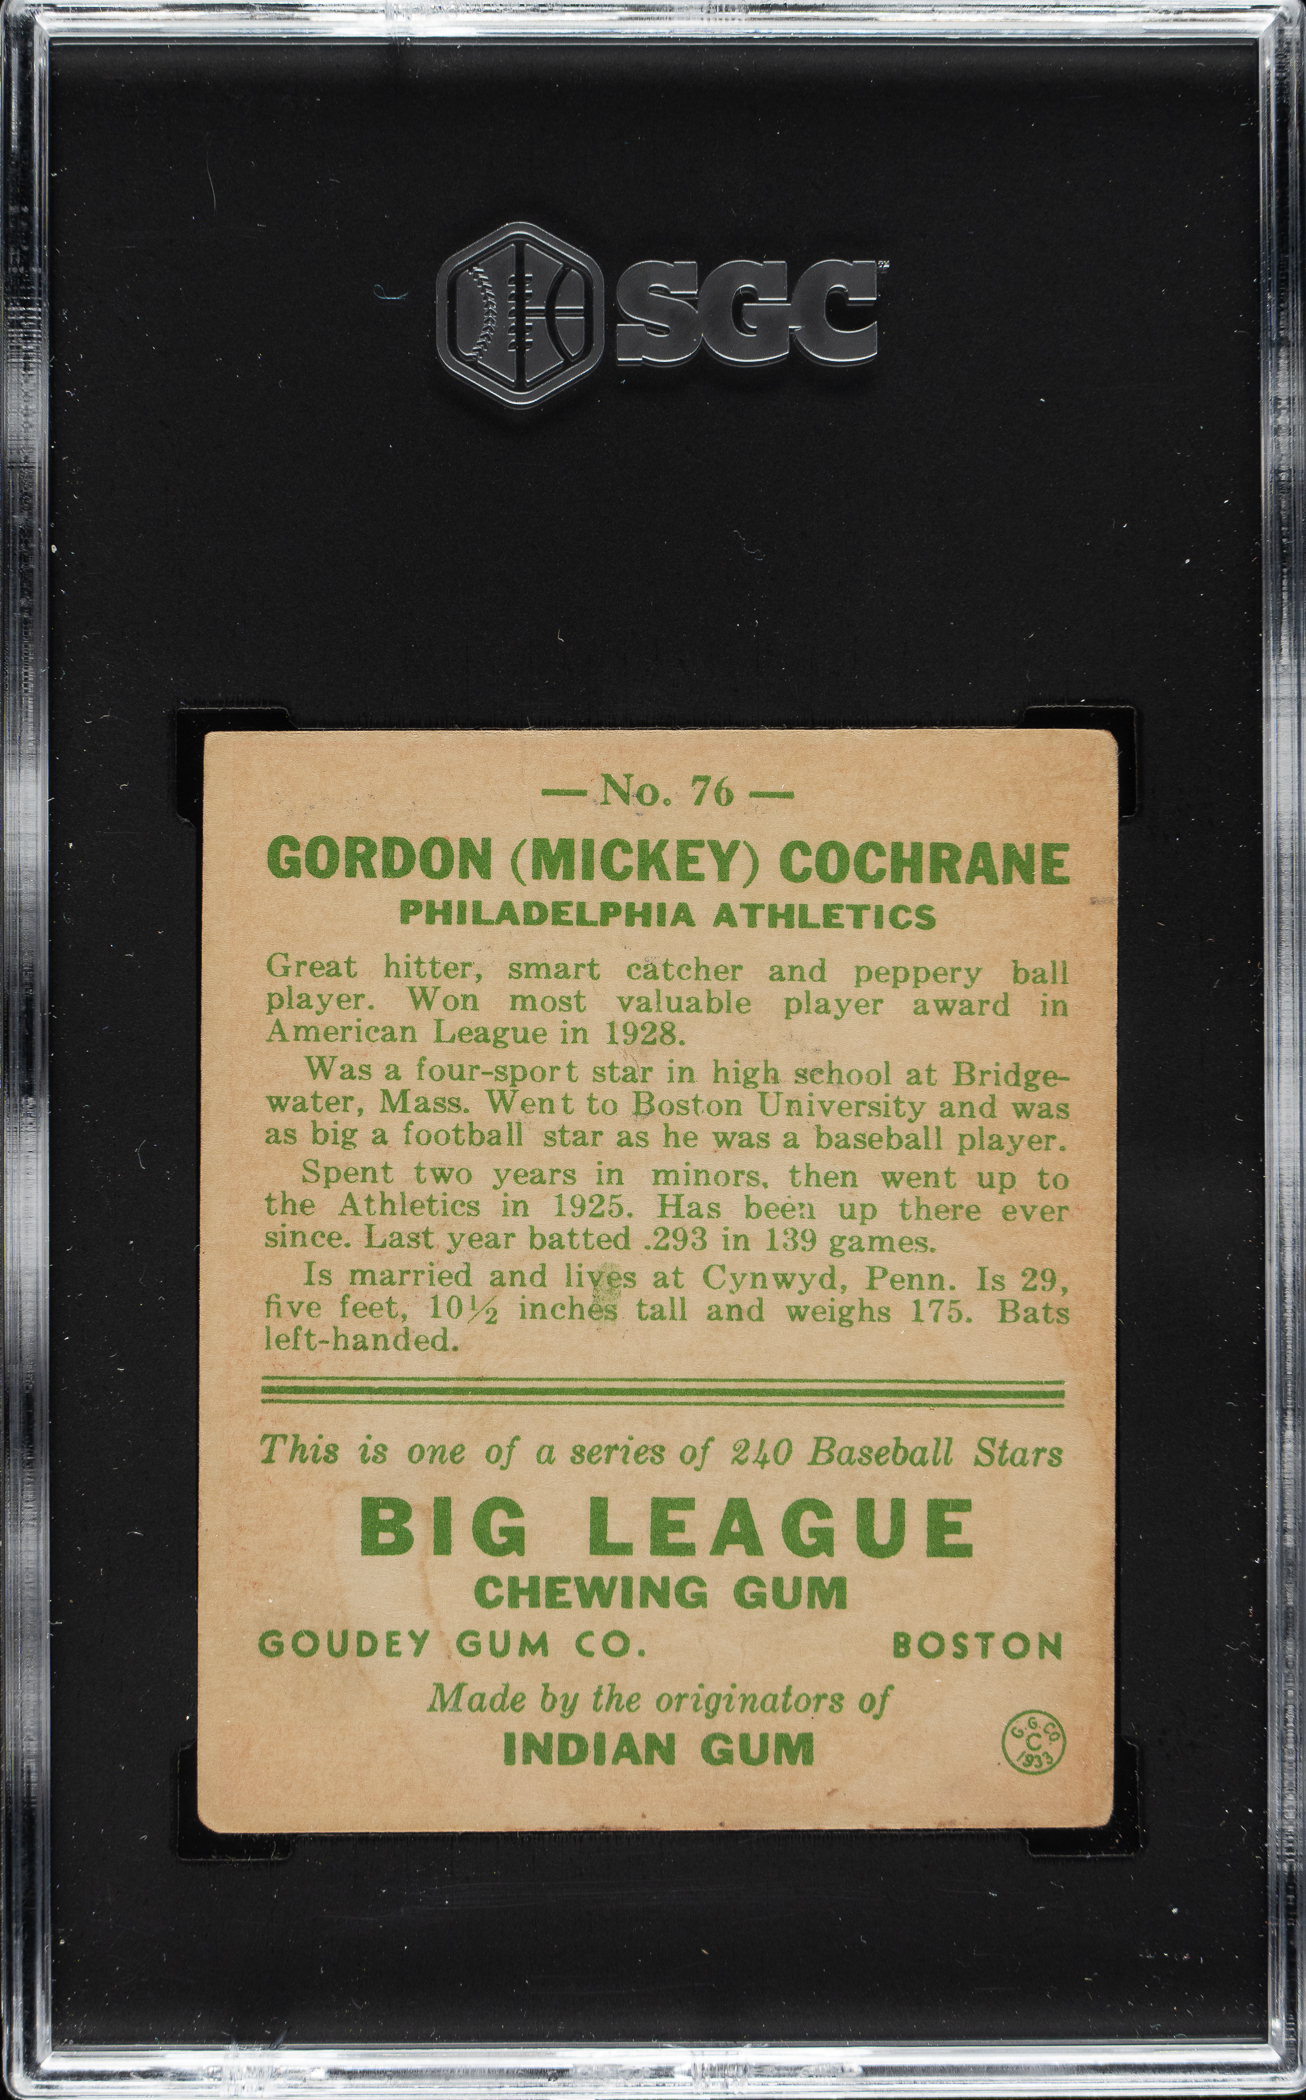 SGC™
— No. 76 —
GORDON (MICKEY) COCHRANE
PHILADELPHIA ATHLETICS
Great hitter, smart catcher and peppery ball
player. Won most valuable player award in
American League in 1928.
Was a four-sport star in high school at Bridge-
water, Mass. Went to Boston University and was
as big a football star as he was a baseball player.
Spent two years in minors, then went up to
the Athletics in 1925. Has been up there ever
since. Last year batted .293 in 139 games.
Is married and lives at Cynwyd, Penn. Is 29,
five feet, 10½ inches tall and weighs 175. Bats
left-handed.
This is one of a series of 240 Baseball Stars
BIG LEAGUE
CHEWING GUM
GOUDEY GUM CO. BOSTON
Made by the originators of
INDIAN GUM
G.G.CO.
C
1933